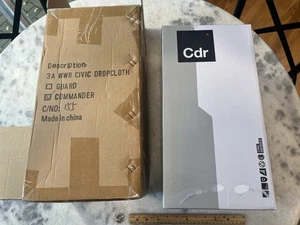 Description
3A WWR CIVIC DROPCLOTH
GUARD
COMMANDER
C/NO:
Made in china
Cdr